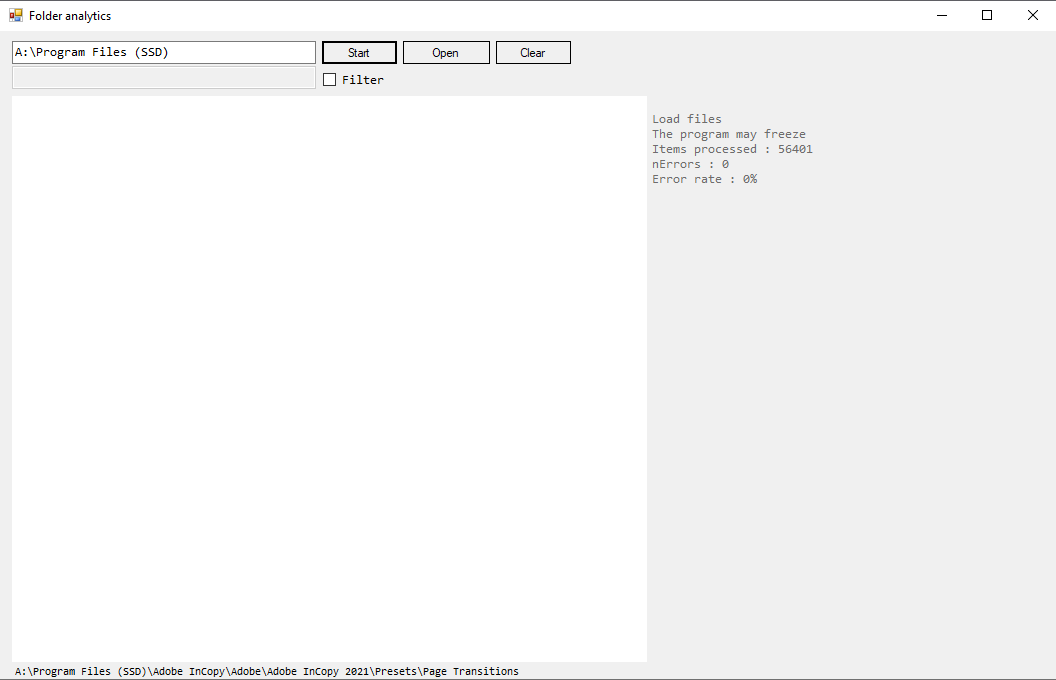 Folder analytics
A:\Program Files (SSD) Start Open Clear
Filter
Load files
The program may freeze
Items processed : 56401
nErrors : 0
Error rate : 0%
A:\Program Files (SSD)\Adobe InCopy\Adobe\Adobe InCopy 2021\Presets\Page Transitions